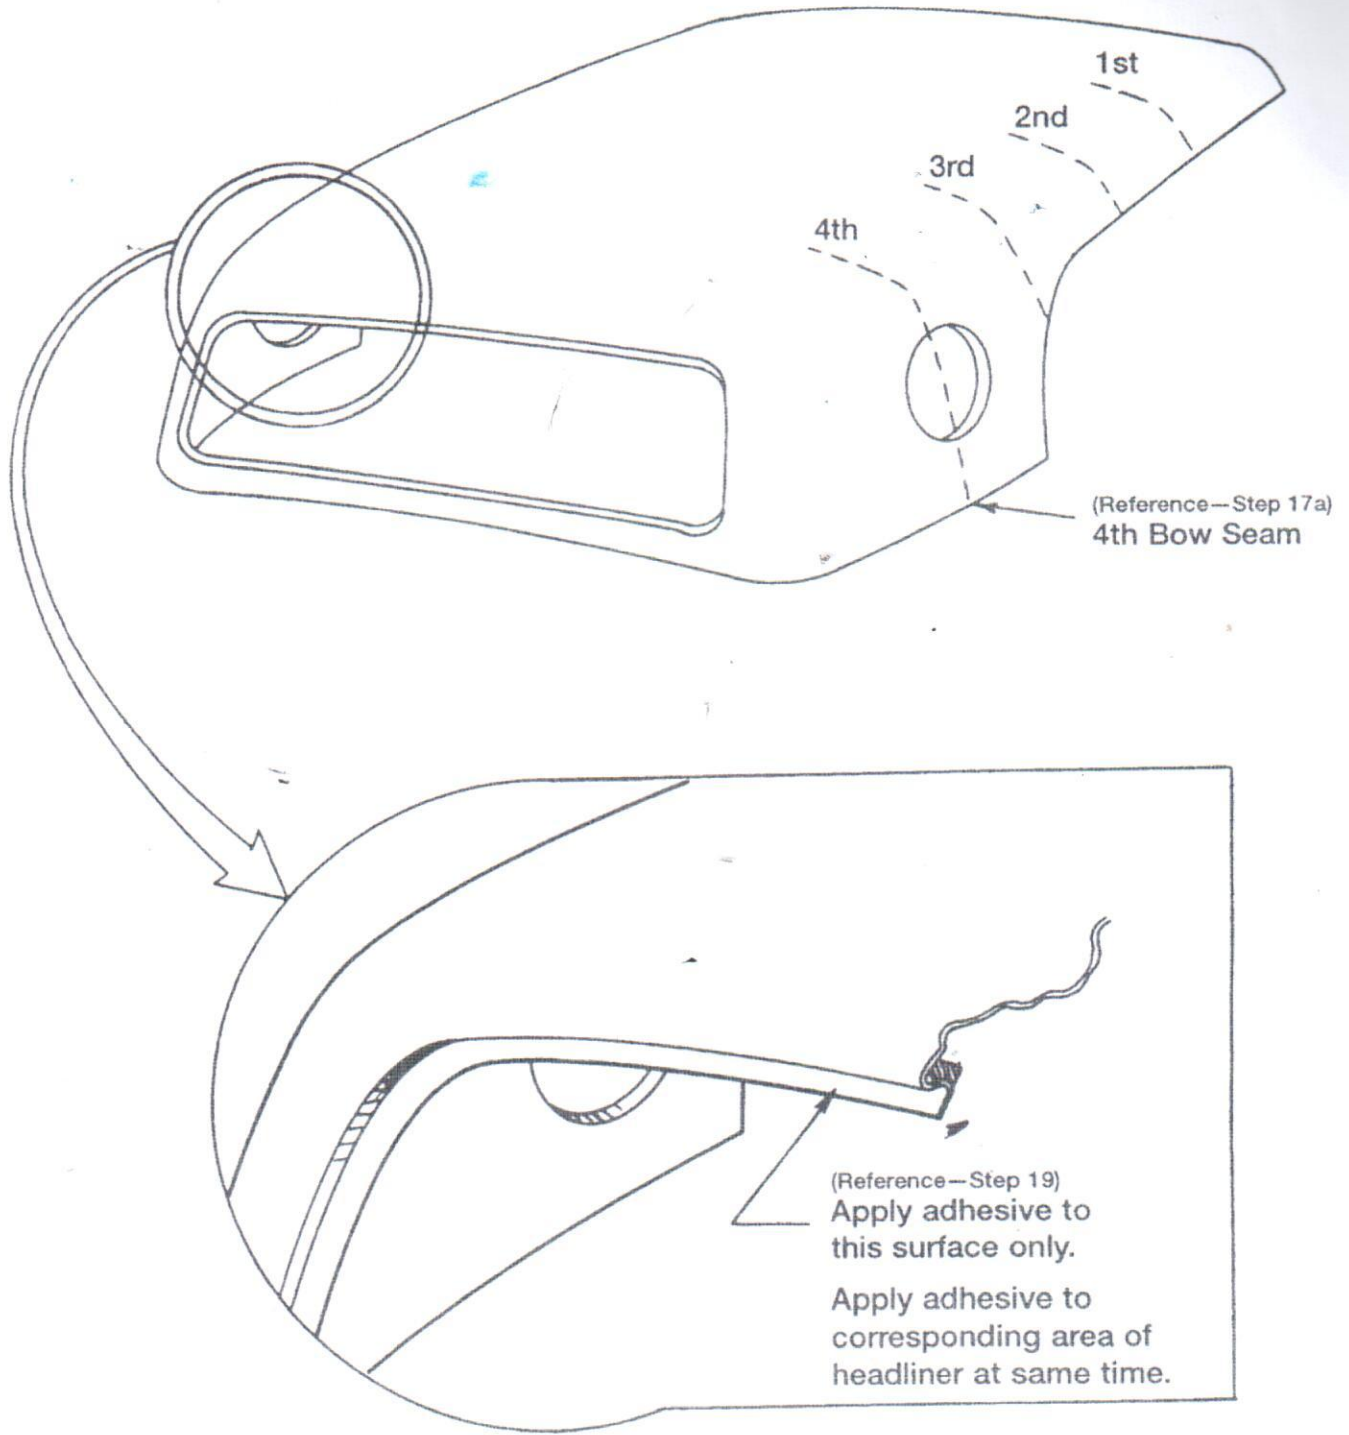 1st
2nd
3rd
4th
(Reference—Step 17a)
4th Bow Seam
(Reference—Step 19)
Apply adhesive to
this surface only.
Apply adhesive to
corresponding area of
headliner at same time.